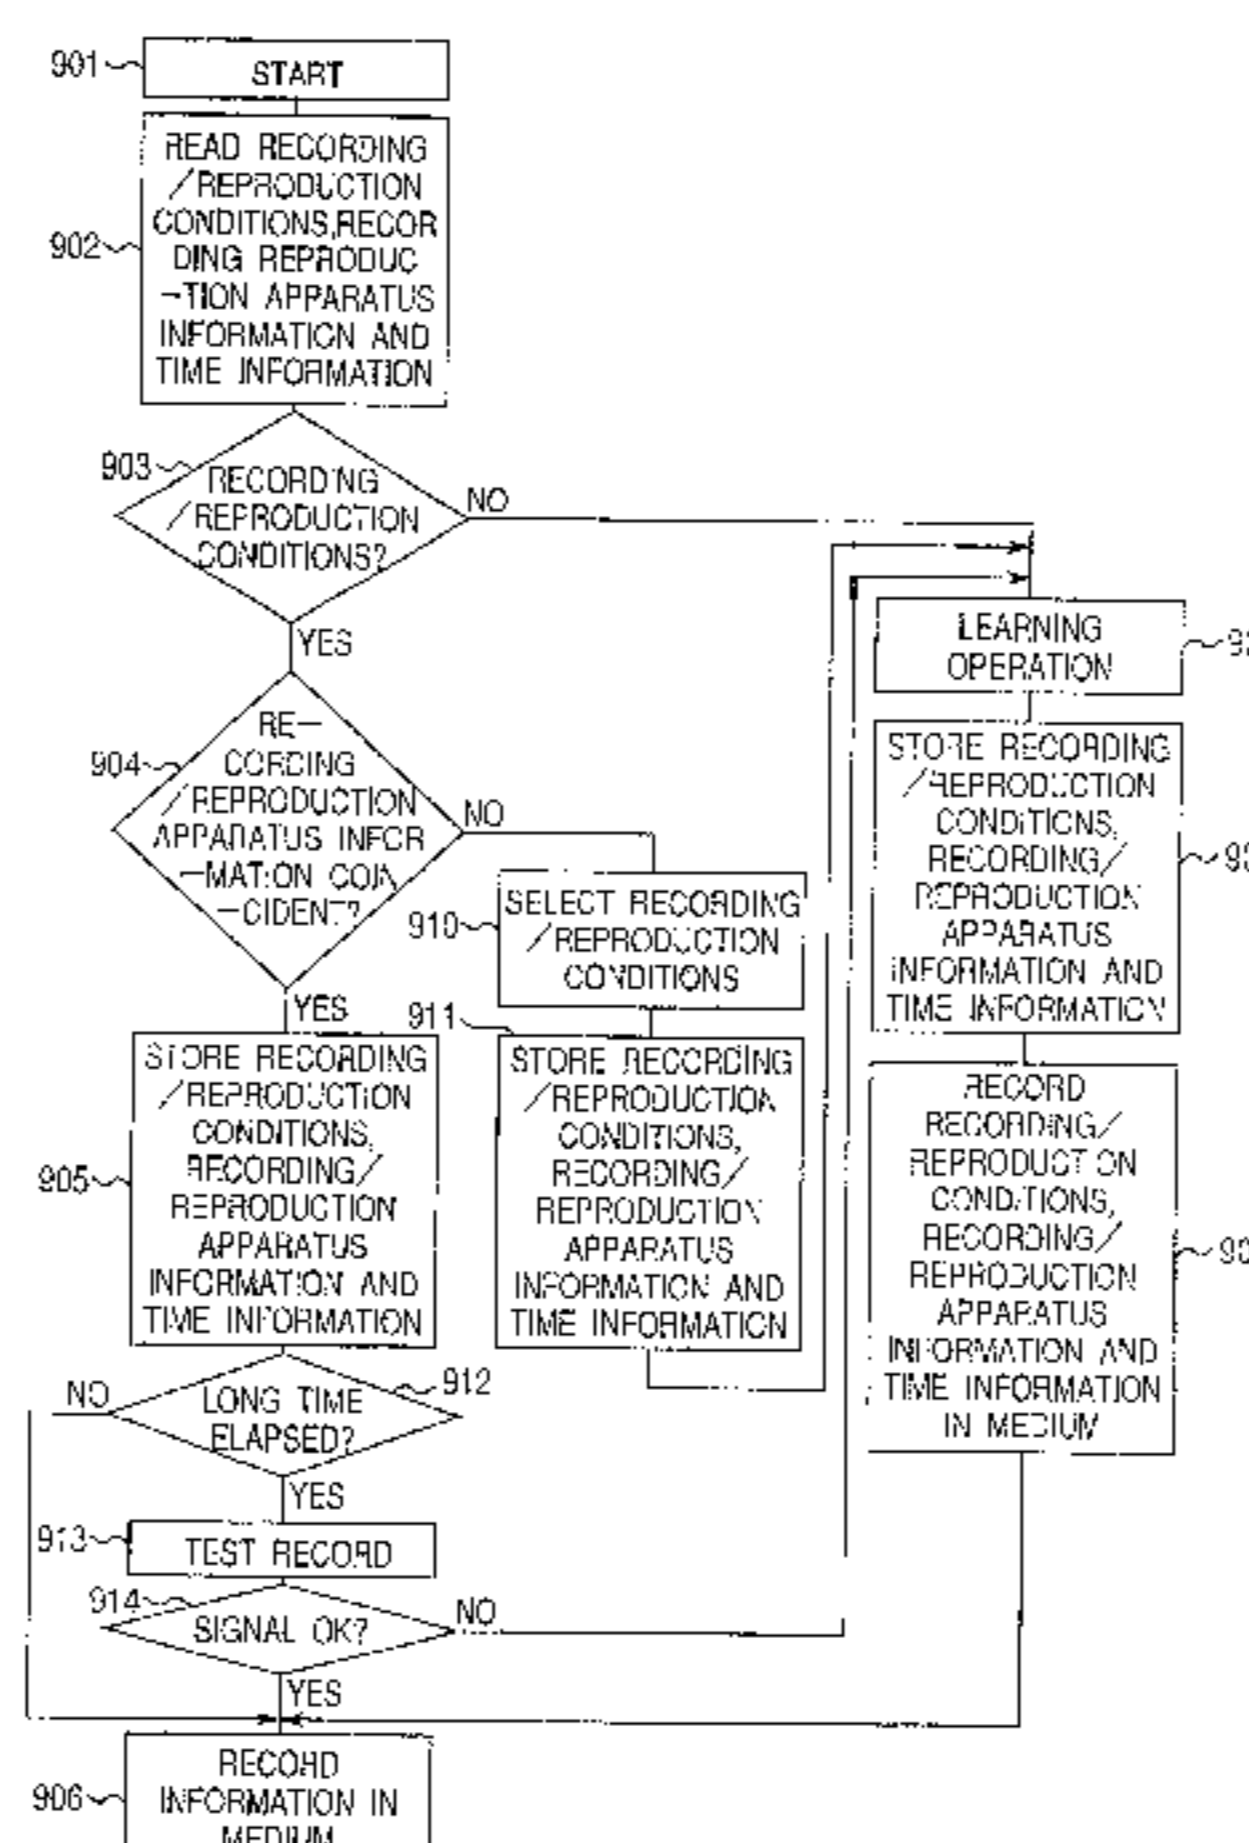 901
START
902
READ RECORDING
/REPRODUCTION
CONDITIONS,RECOR
DING REPRODUC
-TION APPARATUS
INFORMATION AND
TIME INFORMATION
903
RECORDING
/REPRODUCTION
CONDITIONS?
NO
YES
904
RE-
CORDING
/REPRODUCTION
APPARATUS INFOR
-MATION COIN
-CIDENT?
NO
YES
910
SELECT RECORDING
/REPRODUCTION
CONDITIONS
911
STORE RECORDING
/REPRODUCTION
CONDITIONS,
RECORDING/
REPRODUCTION
APPARATUS
INFORMATION AND
TIME INFORMATION
905
STORE RECORDING
/REPRODUCTION
CONDITIONS,
RECORDING/
REPRODUCTION
APPARATUS
INFORMATION AND
TIME INFORMATION
912
LONG TIME
ELAPSED?
NO
YES
913
TEST RECORD
914
SIGNAL OK?
NO
YES
906
RECORD
INFORMATION IN
MEDIUM
LEARNING
OPERATION
STORE RECORDING
/REPRODUCTION
CONDITIONS,
RECORDING/
REPRODUCTION
APPARATUS
INFORMATION AND
TIME INFORMATION
RECORD
RECORDING/
REPRODUCTION
CONDITIONS,
RECORDING/
REPRODUCTION
APPARATUS
INFORMATION AND
TIME INFORMATION
IN MEDIUM